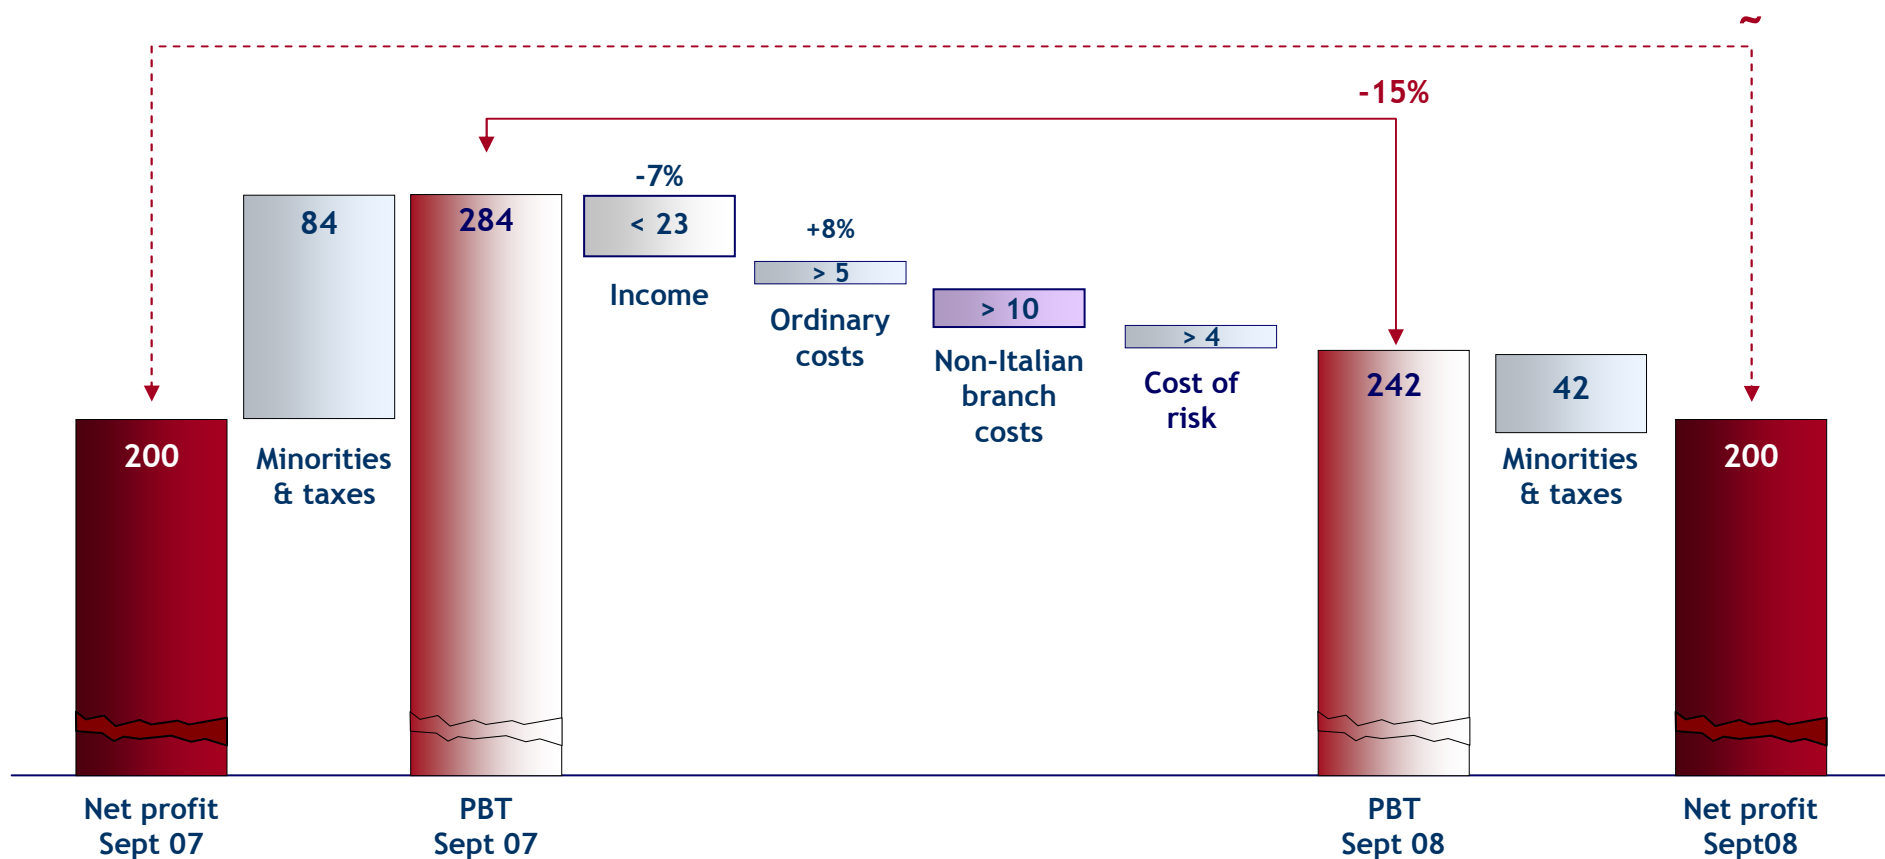 ~
-15%
-7%
84
284
< 23
+8%
> 5
Income
> 10
Ordinary
costs
> 4
Non-Italian
branch
costs
Cost of
risk
242
42
200
Minorities
& taxes
Minorities
& taxes
200
Net profit
Sept 07
PBT
Sept 07
PBT
Sept 08
Net profit
Sept08